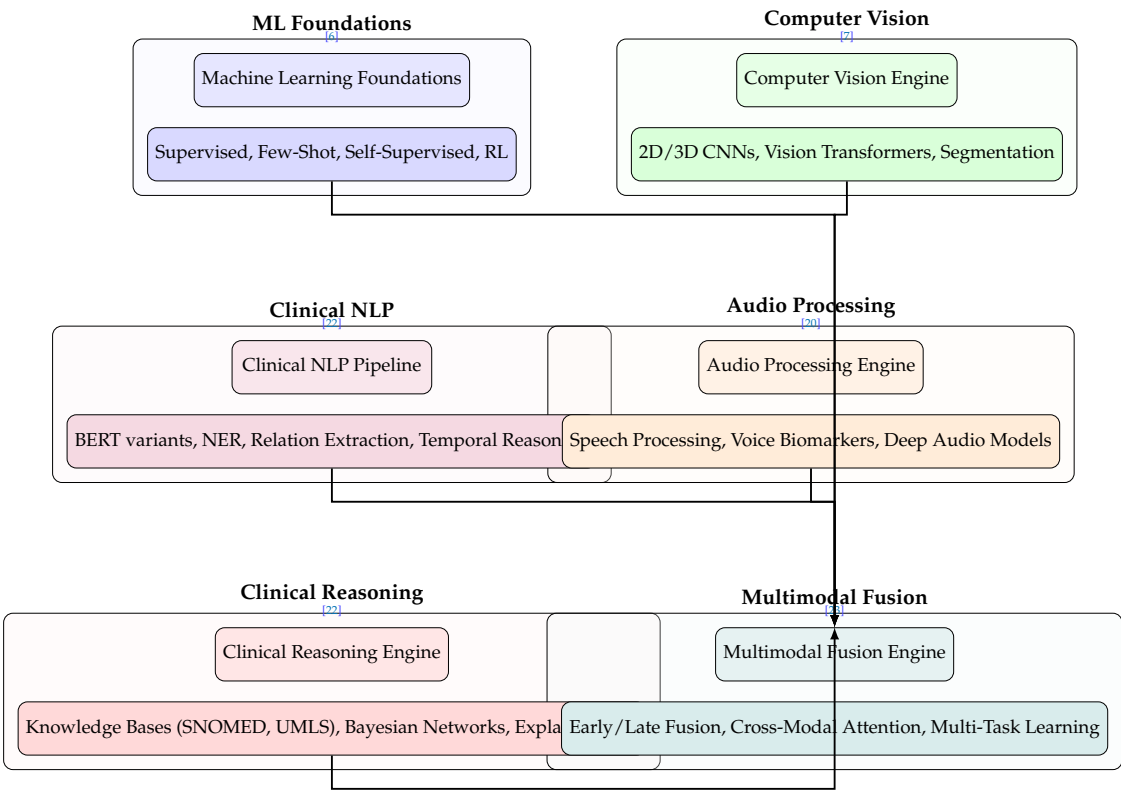 ML Foundations
[6]
Machine Learning Foundations
Supervised, Few-Shot, Self-Supervised, RL
Computer Vision
[7]
Computer Vision Engine
2D/3D CNNs, Vision Transformers, Segmentation
Clinical NLP
[22]
Clinical NLP Pipeline
BERT variants, NER, Relation Extraction, Temporal Reason
Audio Processing
[20]
Audio Processing Engine
Speech Processing, Voice Biomarkers, Deep Audio Models
Clinical Reasoning
[22]
Clinical Reasoning Engine
Knowledge Bases (SNOMED, UMLS), Bayesian Networks, Expla
Multimodal Fusion
Multimodal Fusion Engine
Early/Late Fusion, Cross-Modal Attention, Multi-Task Learning